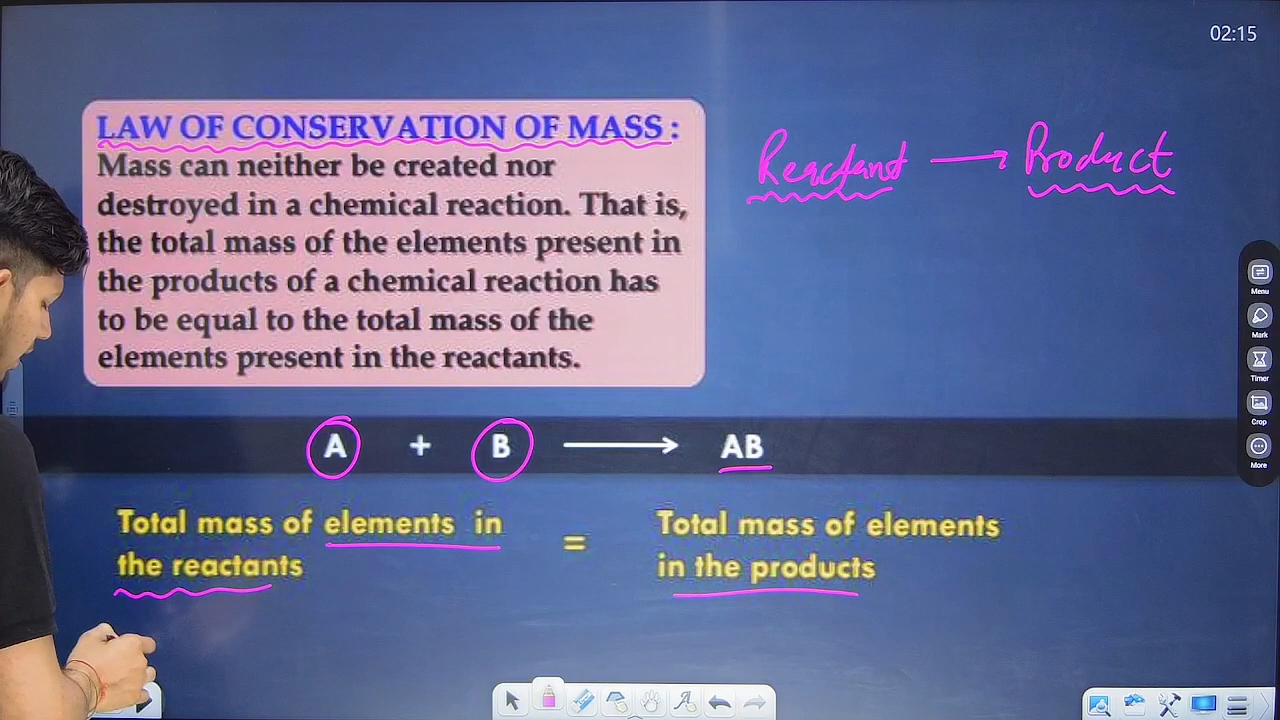 02:15
LAW OF CONSERVATION OF MASS :
Mass can neither be created nor
destroyed in a chemical reaction. That is,
the total mass of the elements present in
the products of a chemical reaction has
to be equal to the total mass of the
elements present in the reactants.
Reactant → Product
A + B → AB
Total mass of elements in
the reactants
=
Total mass of elements
in the products
Menu
Mark
Timer
Crop
More